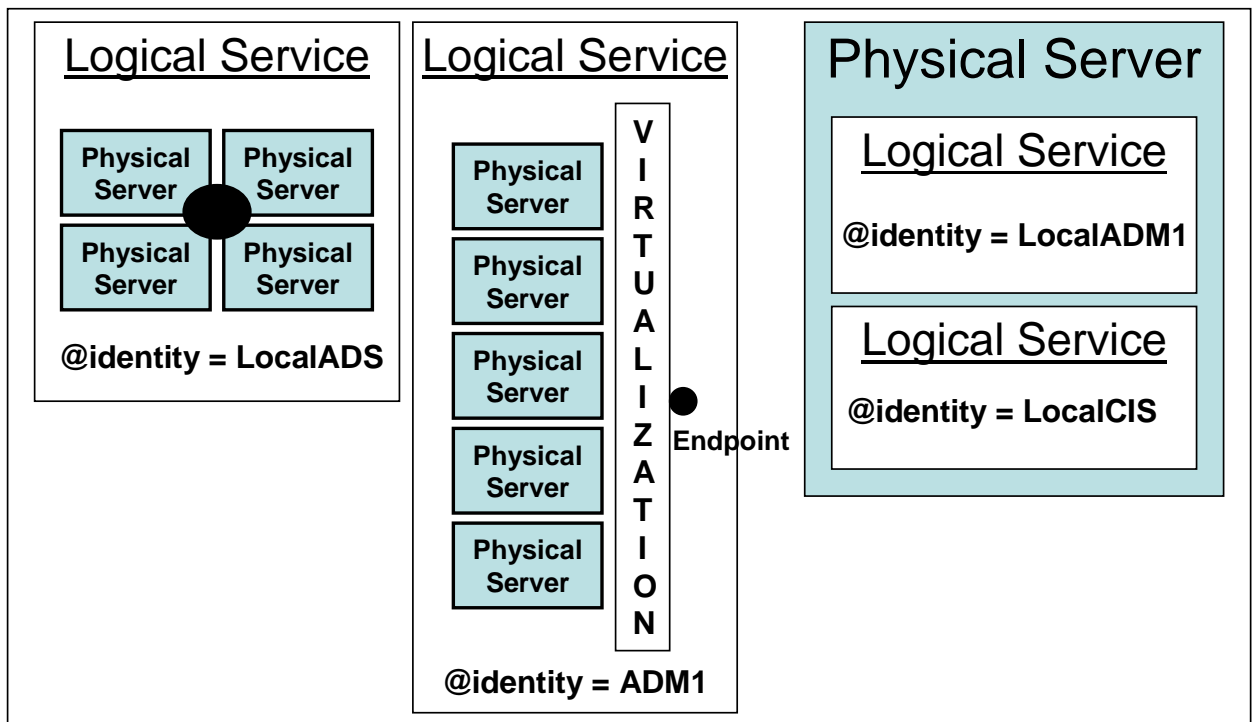 Logical Service
Physical
Server
Physical
Server
Physical
Server
Physical
Server
@identity = LocalADS
Logical Service
Physical
Server
Physical
Server
Physical
Server
Physical
Server
Physical
Server
V
I
R
T
U
A
L
I
Z
A
T
I
O
N
Endpoint
@identity = ADM1
Physical Server
Logical Service
@identity = LocalADM1
Logical Service
@identity = LocalCIS